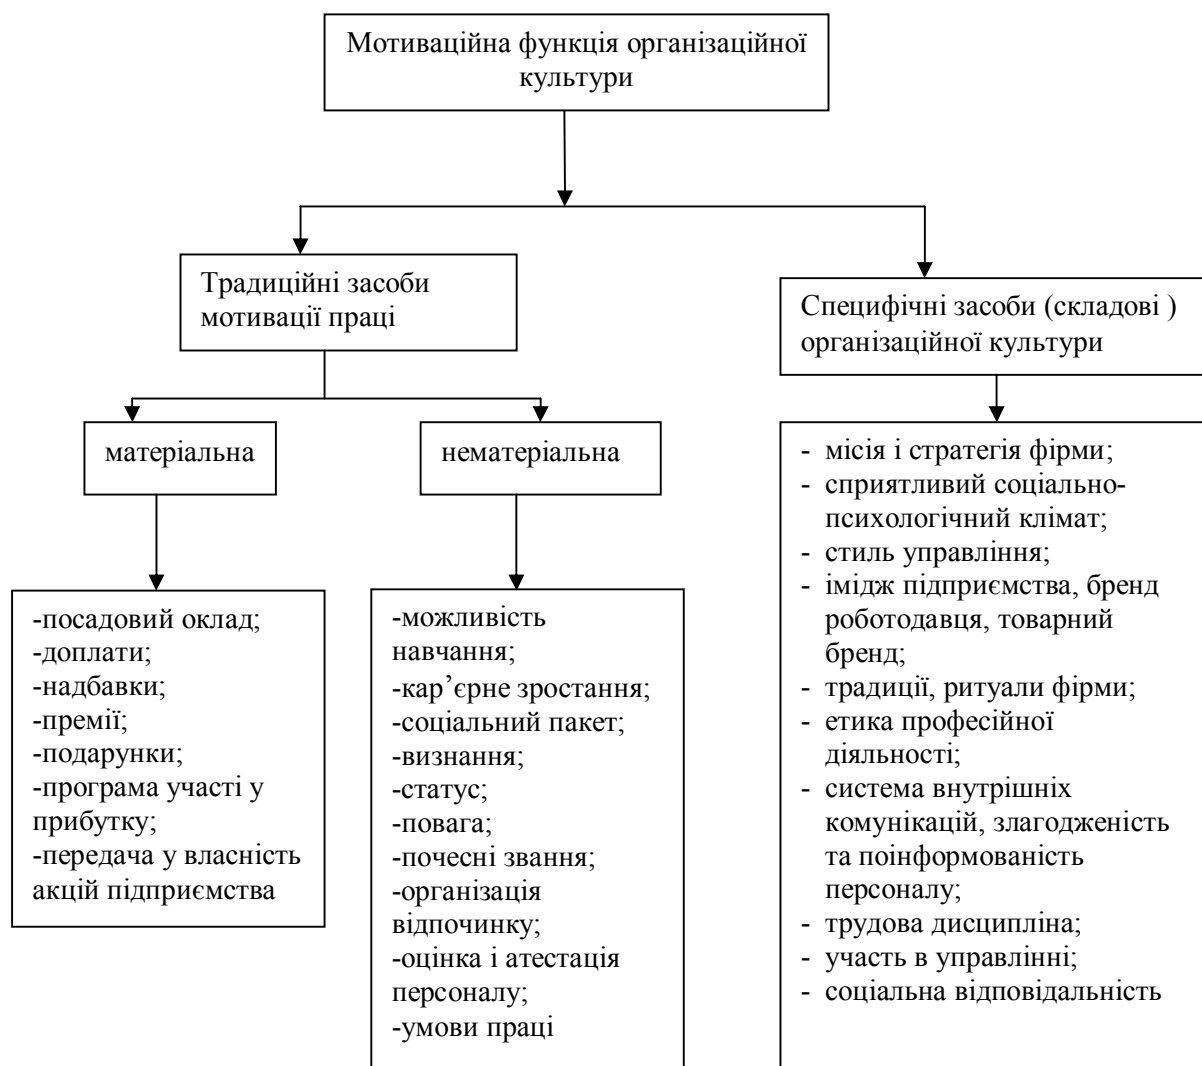 Мотиваційна функція організаційної
культури
Традиційні засоби
мотивації праці
Специфічні засоби (складові )
організаційної культури
матеріальна
нематеріальна
-посадовий оклад;
-доплати;
-надбавки;
-премії;
-подарунки;
-програма участі у
прибутку;
-передача у власність
акцій підприємства
-можливість
навчання;
-кар’єрне зростання;
-соціальний пакет;
-визнання;
-статус;
-повага;
-почесні звання;
-організація
відпочинку;
-оцінка і атестація
персоналу;
-умови праці
- місія і стратегія фірми;
- сприятливий соціально-
психологічний клімат;
- стиль управління;
- імідж підприємства, бренд
роботодавця, товарний
бренд;
- традиції, ритуали фірми;
- етика професійної
діяльності;
- система внутрішніх
комунікацій, злагодженість
та поінформованість
персоналу;
- трудова дисципліна;
- участь в управлінні;
- соціальна відповідальність